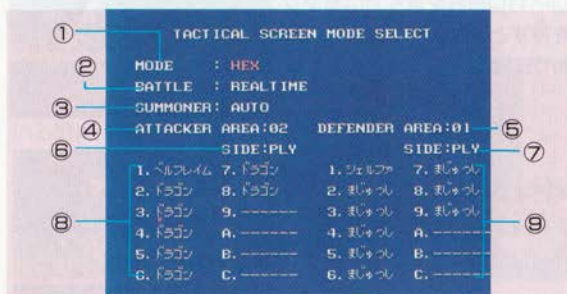 TACTICAL SCREEN MODE SELECT
① MODE : HEX
② BATTLE : REALTIME
③ SUMMONER: AUTO
④ ATTACKER AREA:02 DEFENDER AREA:01 ⑤
⑥ SIDE:PLY SIDE:PLY ⑦
1. ベルフレイム 7. ドラゴン 1. ジェルファ 7. まじゅつし
2. ドラゴン 8. ドラゴン 2. まじゅつし 8. まじゅつし
⑧ 3. ドラゴン 9. ------ 3. まじゅつし 9. まじゅつし ⑨
4. ドラゴン A. ------ 4. まじゅつし A. ------
5. ドラゴン B. ------ 5. まじゅつし B. ------
6. ドラゴン C. ------ 6. まじゅつし C. ------